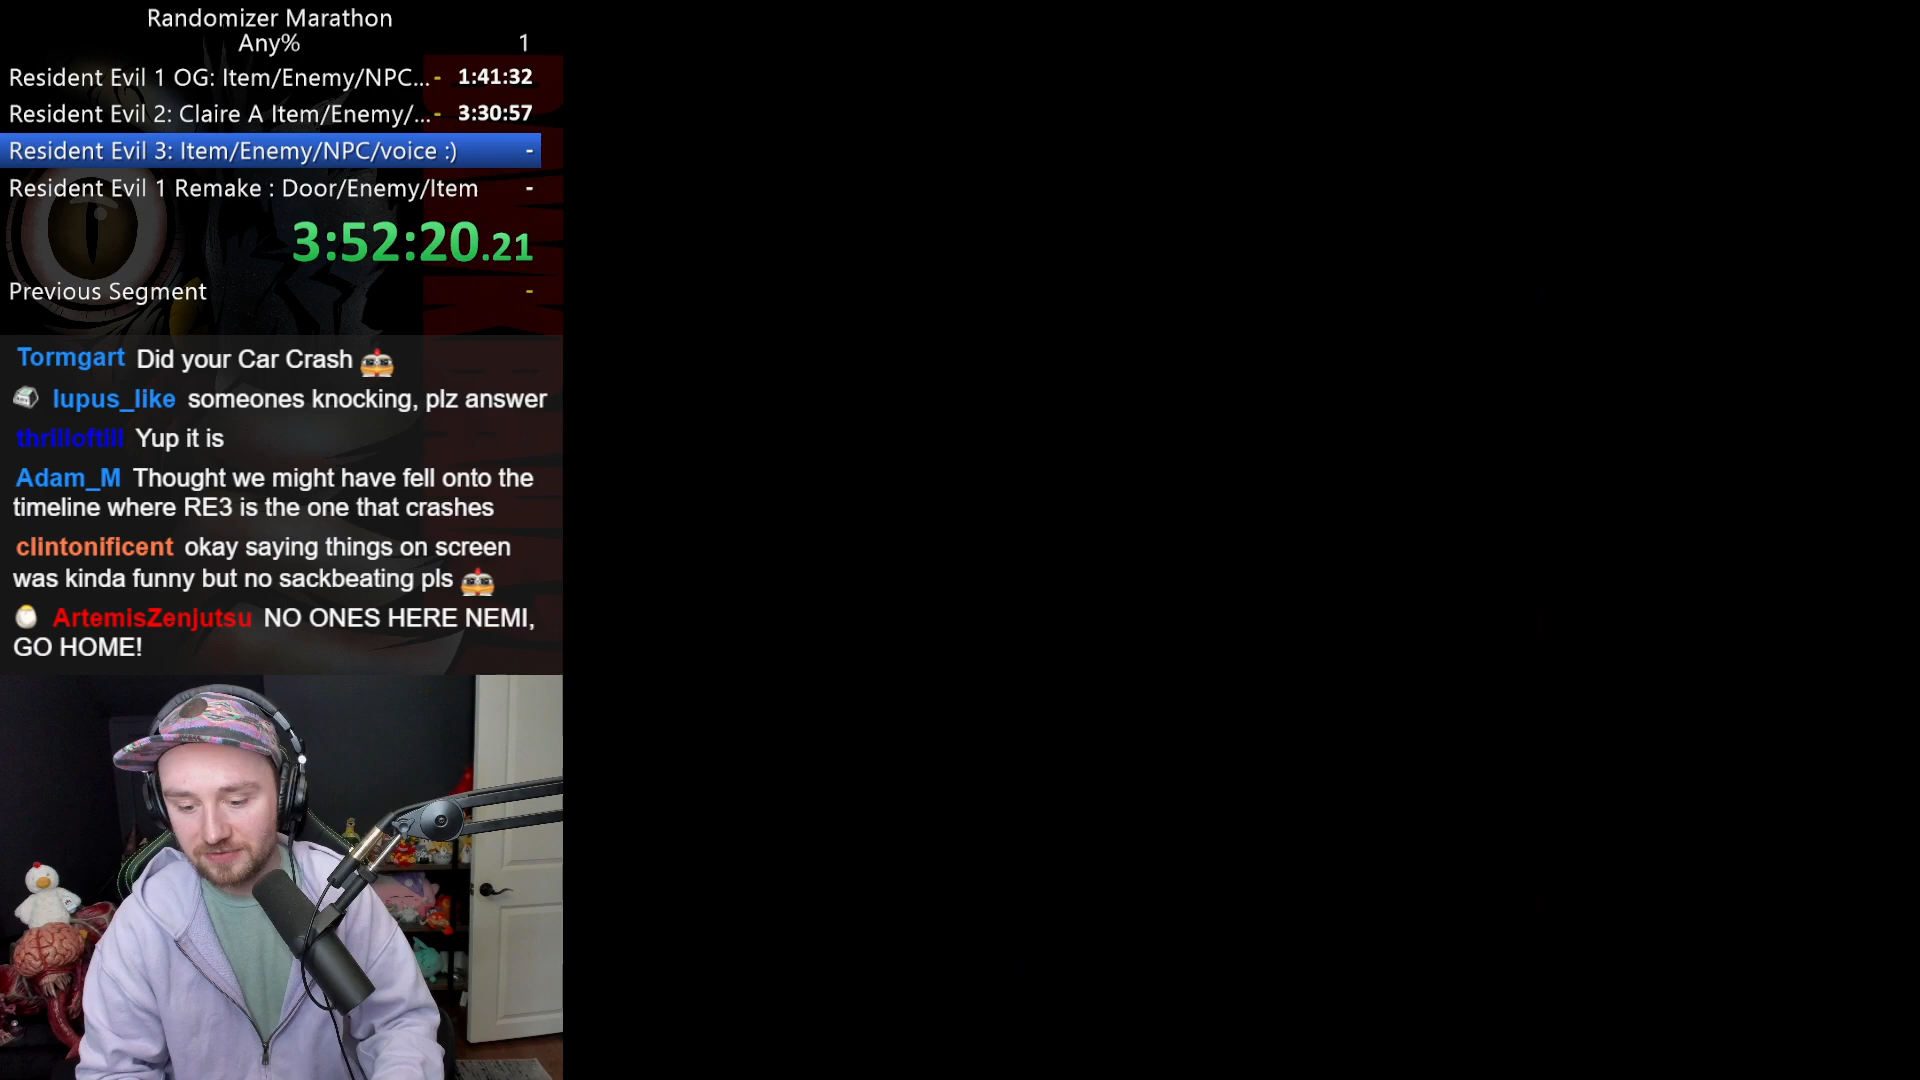 Randomizer Marathon
Any% 1
Resident Evil 1 OG: Item/Enemy/NPC... - 1:41:32
Resident Evil 2: Claire A Item/Enemy/... - 3:30:57
Resident Evil 3: Item/Enemy/NPC/voice :) -
Resident Evil 1 Remake : Door/Enemy/Item -
3:52:20.21
Previous Segment -
Tormgart Did your Car Crash
lupus_like someones knocking, plz answer
thrilloftill Yup it is
Adam_M Thought we might have fell onto the
timeline where RE3 is the one that crashes
clintonificent okay saying things on screen
was kinda funny but no sackbeating pls
ArtemisZenjutsu NO ONES HERE NEMI,
GO HOME!